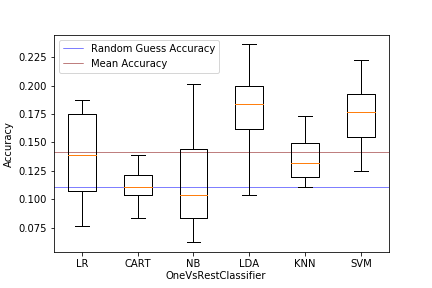 Random Guess Accuracy
Mean Accuracy
0.225
0.200
0.175
0.150
0.125
0.100
0.075
Accuracy
LR CART NB LDA KNN SVM
OneVsRestClassifier